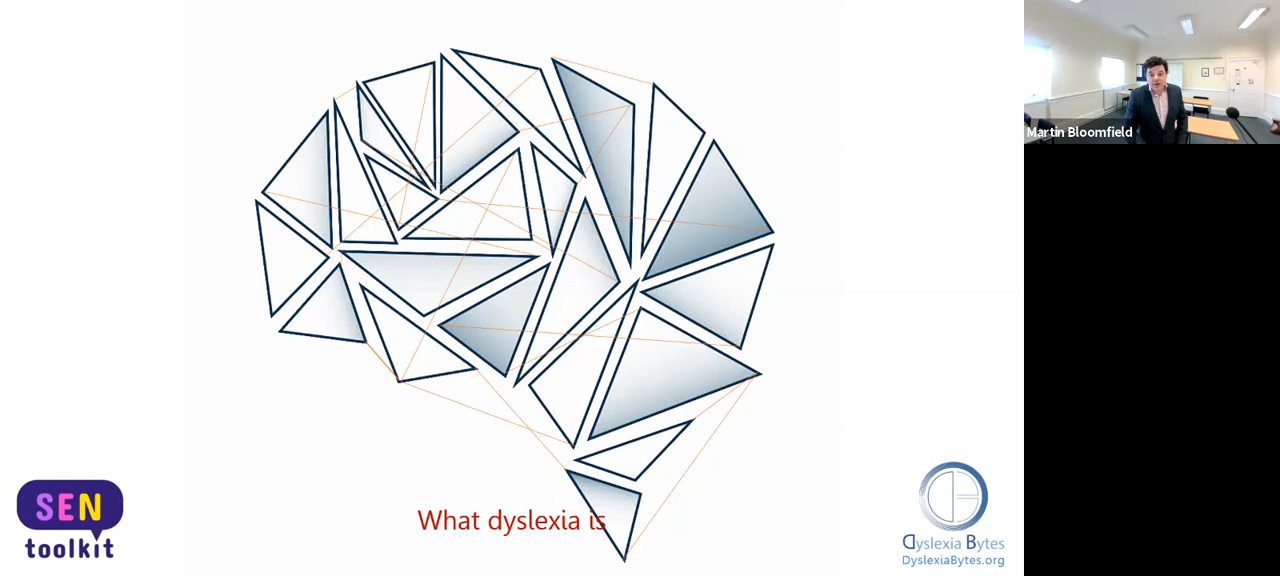 Martin Bloomfield
What dyslexia is
SEN
toolkit
Dyslexia Bytes
DyslexiaBytes.org